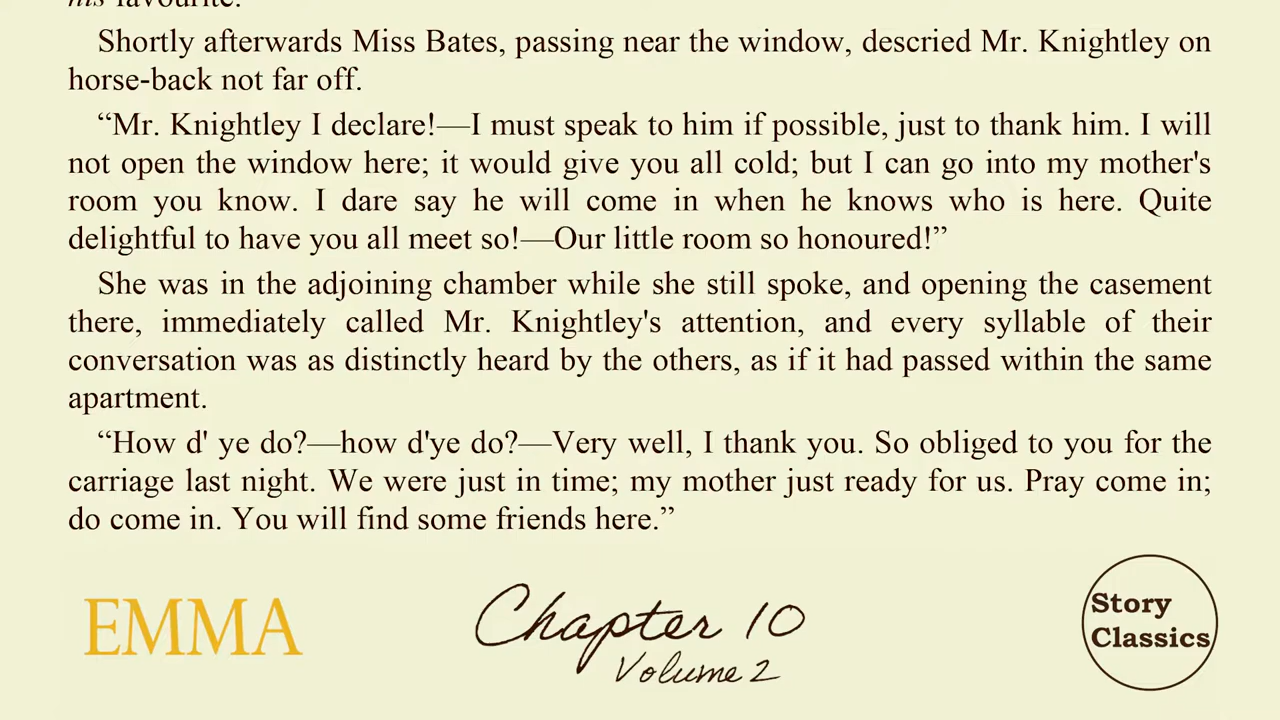 his favourite.
Shortly afterwards Miss Bates, passing near the window, descried Mr. Knightley on
horse-back not far off.
“Mr. Knightley I declare!—I must speak to him if possible, just to thank him. I will
not open the window here; it would give you all cold; but I can go into my mother's
room you know. I dare say he will come in when he knows who is here. Quite
delightful to have you all meet so!—Our little room so honoured!”
She was in the adjoining chamber while she still spoke, and opening the casement
there, immediately called Mr. Knightley's attention, and every syllable of their
conversation was as distinctly heard by the others, as if it had passed within the same
apartment.
“How d' ye do?—how d'ye do?—Very well, I thank you. So obliged to you for the
carriage last night. We were just in time; my mother just ready for us. Pray come in;
do come in. You will find some friends here.”
EMMA
Chapter 10
Volume 2
Story
Classics